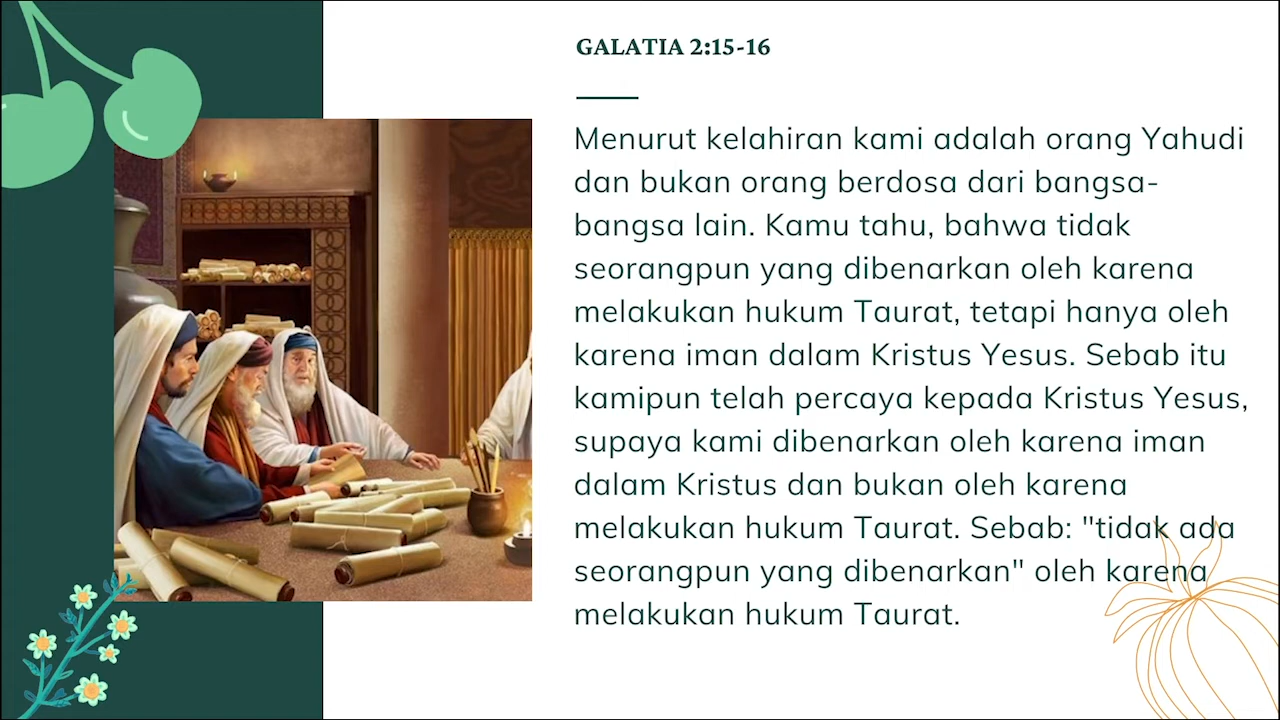 GALATIA 2:15-16
Menurut kelahiran kami adalah orang Yahudi
dan bukan orang berdosa dari bangsa-
bangsa lain. Kamu tahu, bahwa tidak
seorangpun yang dibenarkan oleh karena
melakukan hukum Taurat, tetapi hanya oleh
karena iman dalam Kristus Yesus. Sebab itu
kamipun telah percaya kepada Kristus Yesus,
supaya kami dibenarkan oleh karena iman
dalam Kristus dan bukan oleh karena
melakukan hukum Taurat. Sebab: "tidak ada
seorangpun yang dibenarkan" oleh karena
melakukan hukum Taurat.